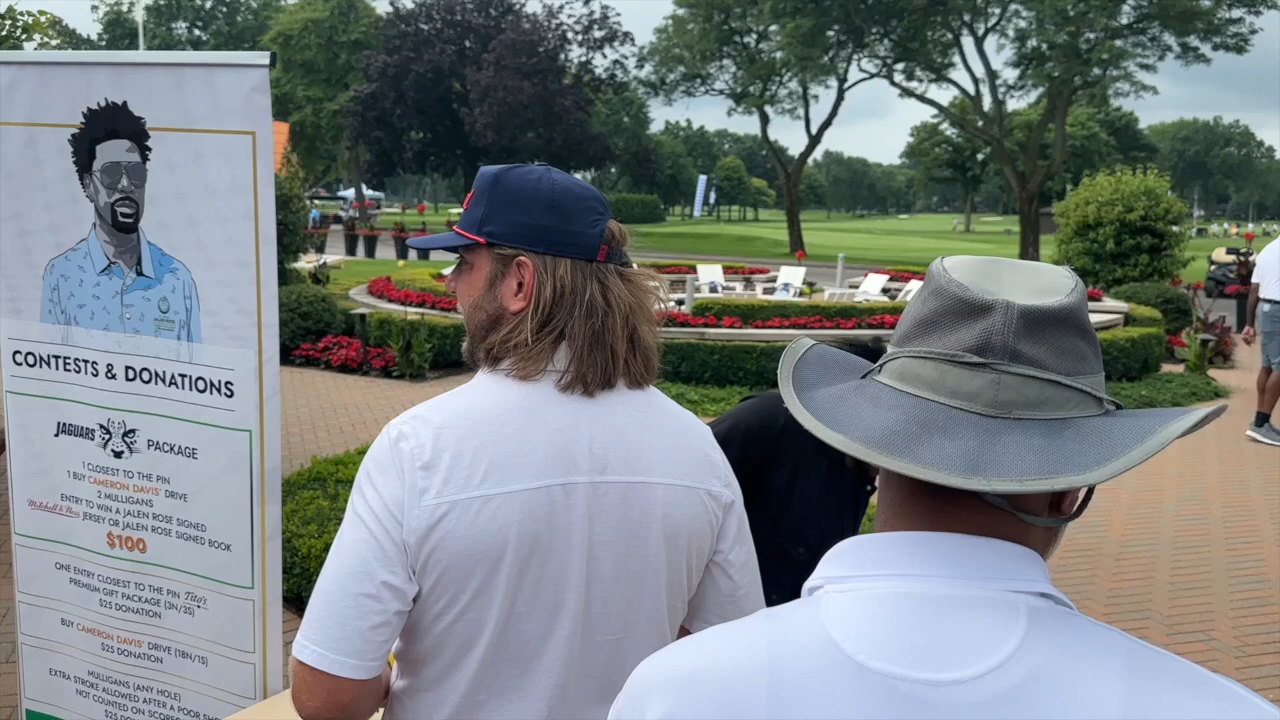 JALEN ROSE
CONTESTS & DONATIONS
JAGUARS PACKAGE
1 CLOSEST TO THE PIN
1 BUY CAMERON DAVIS' DRIVE
2 MULLIGANS
ENTRY TO WIN A JALEN ROSE SIGNED
Mitchell & Ness JERSEY OR JALEN ROSE SIGNED BOOK
$100
ONE ENTRY CLOSEST TO THE PIN Tito's
PREMIUM GIFT PACKAGE (3N/3S)
$25 DONATION
BUY CAMERON DAVIS' DRIVE (18N/1S)
$25 DONATION
MULLIGANS (ANY HOLE)
EXTRA STROKE ALLOWED AFTER A POOR
NOT COUNTED ON